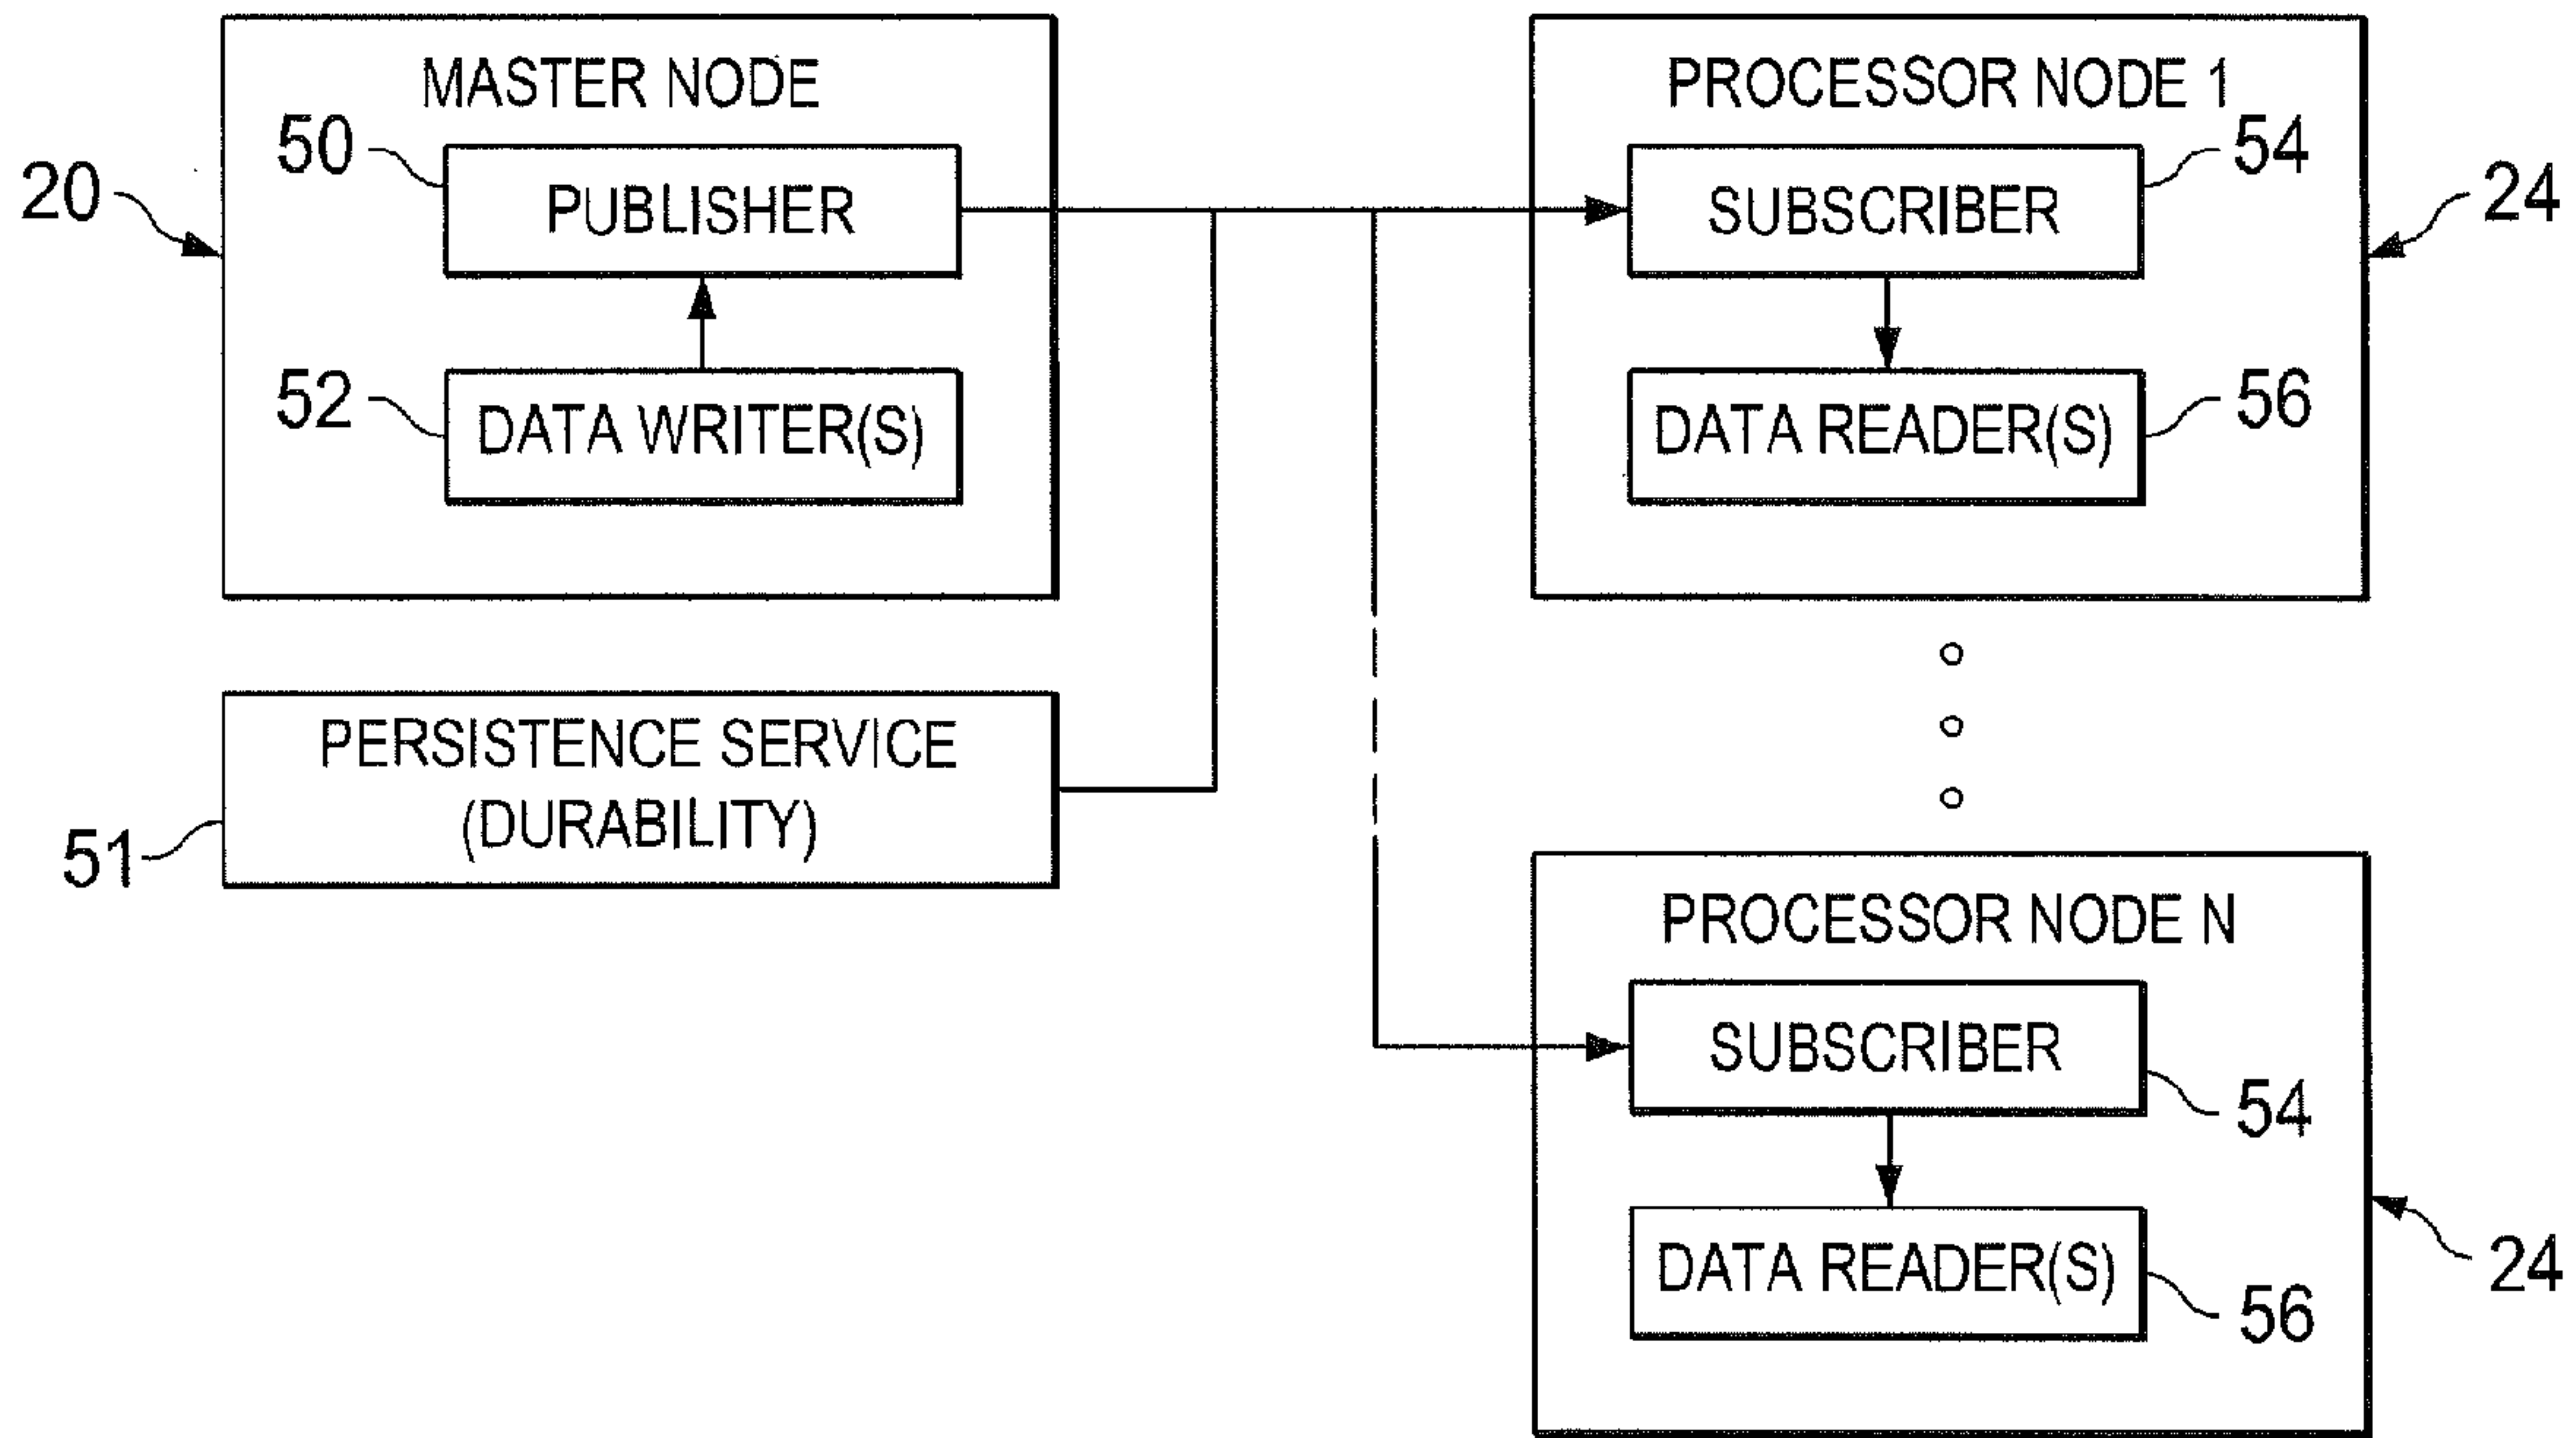 MASTER NODE
50
PUBLISHER
20
52
DATA WRITER(S)
PERSISTENCE SERVICE
(DURABILITY)
51
PROCESSOR NODE 1
54
SUBSCRIBER
24
56
DATA READER(S)
PROCESSOR NODE N
SUBSCRIBER
54
DATA READER(S)
24
56